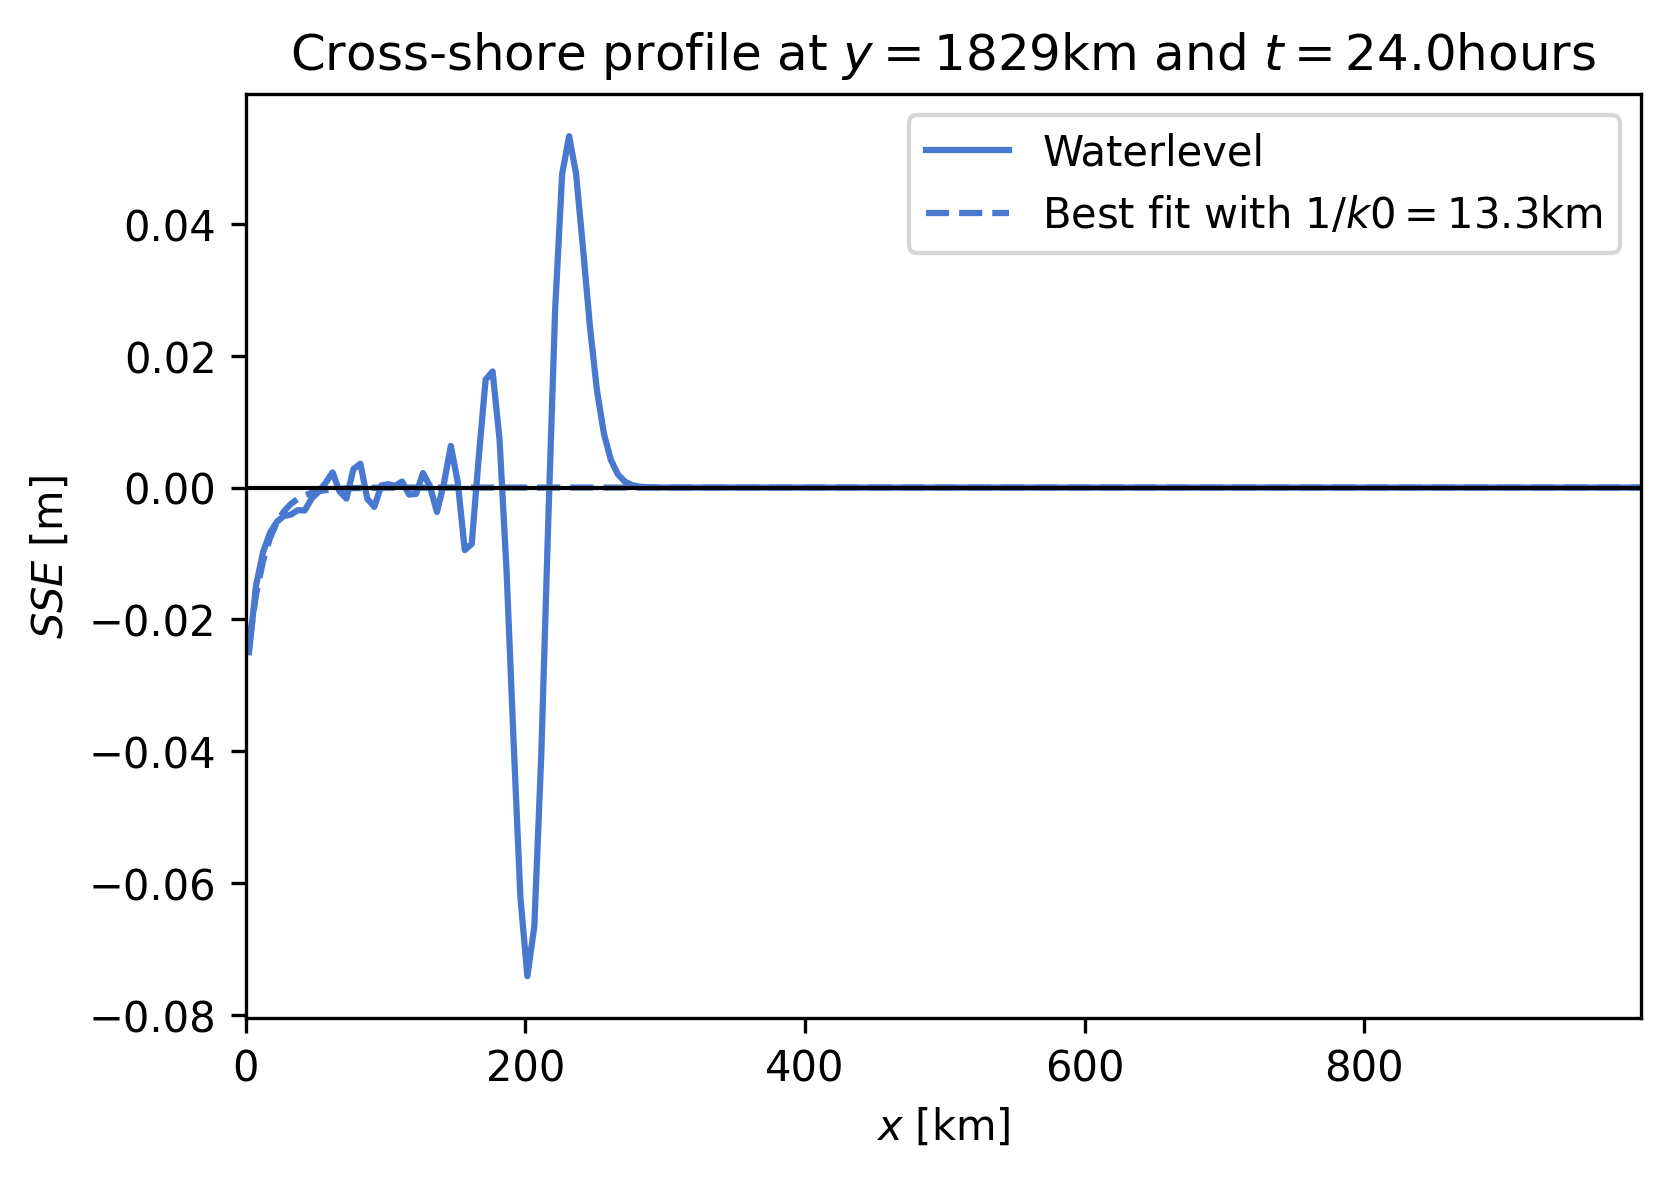 Cross-shore profile at y = 1829km and t = 24.0hours
Waterlevel
Best fit with 1/k0 = 13.3km
0.04
0.02
0.00
−0.02
−0.04
−0.06
−0.08
SSE [m]
0 200 400 600 800
x [km]